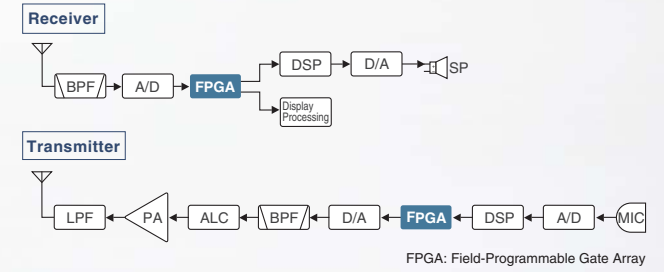 Receiver
BPF
A/D
FPGA
DSP
D/A
SP
Display
Processing
Transmitter
LPF
PA
ALC
BPF
D/A
FPGA
DSP
A/D
MIC
FPGA: Field-Programmable Gate Array